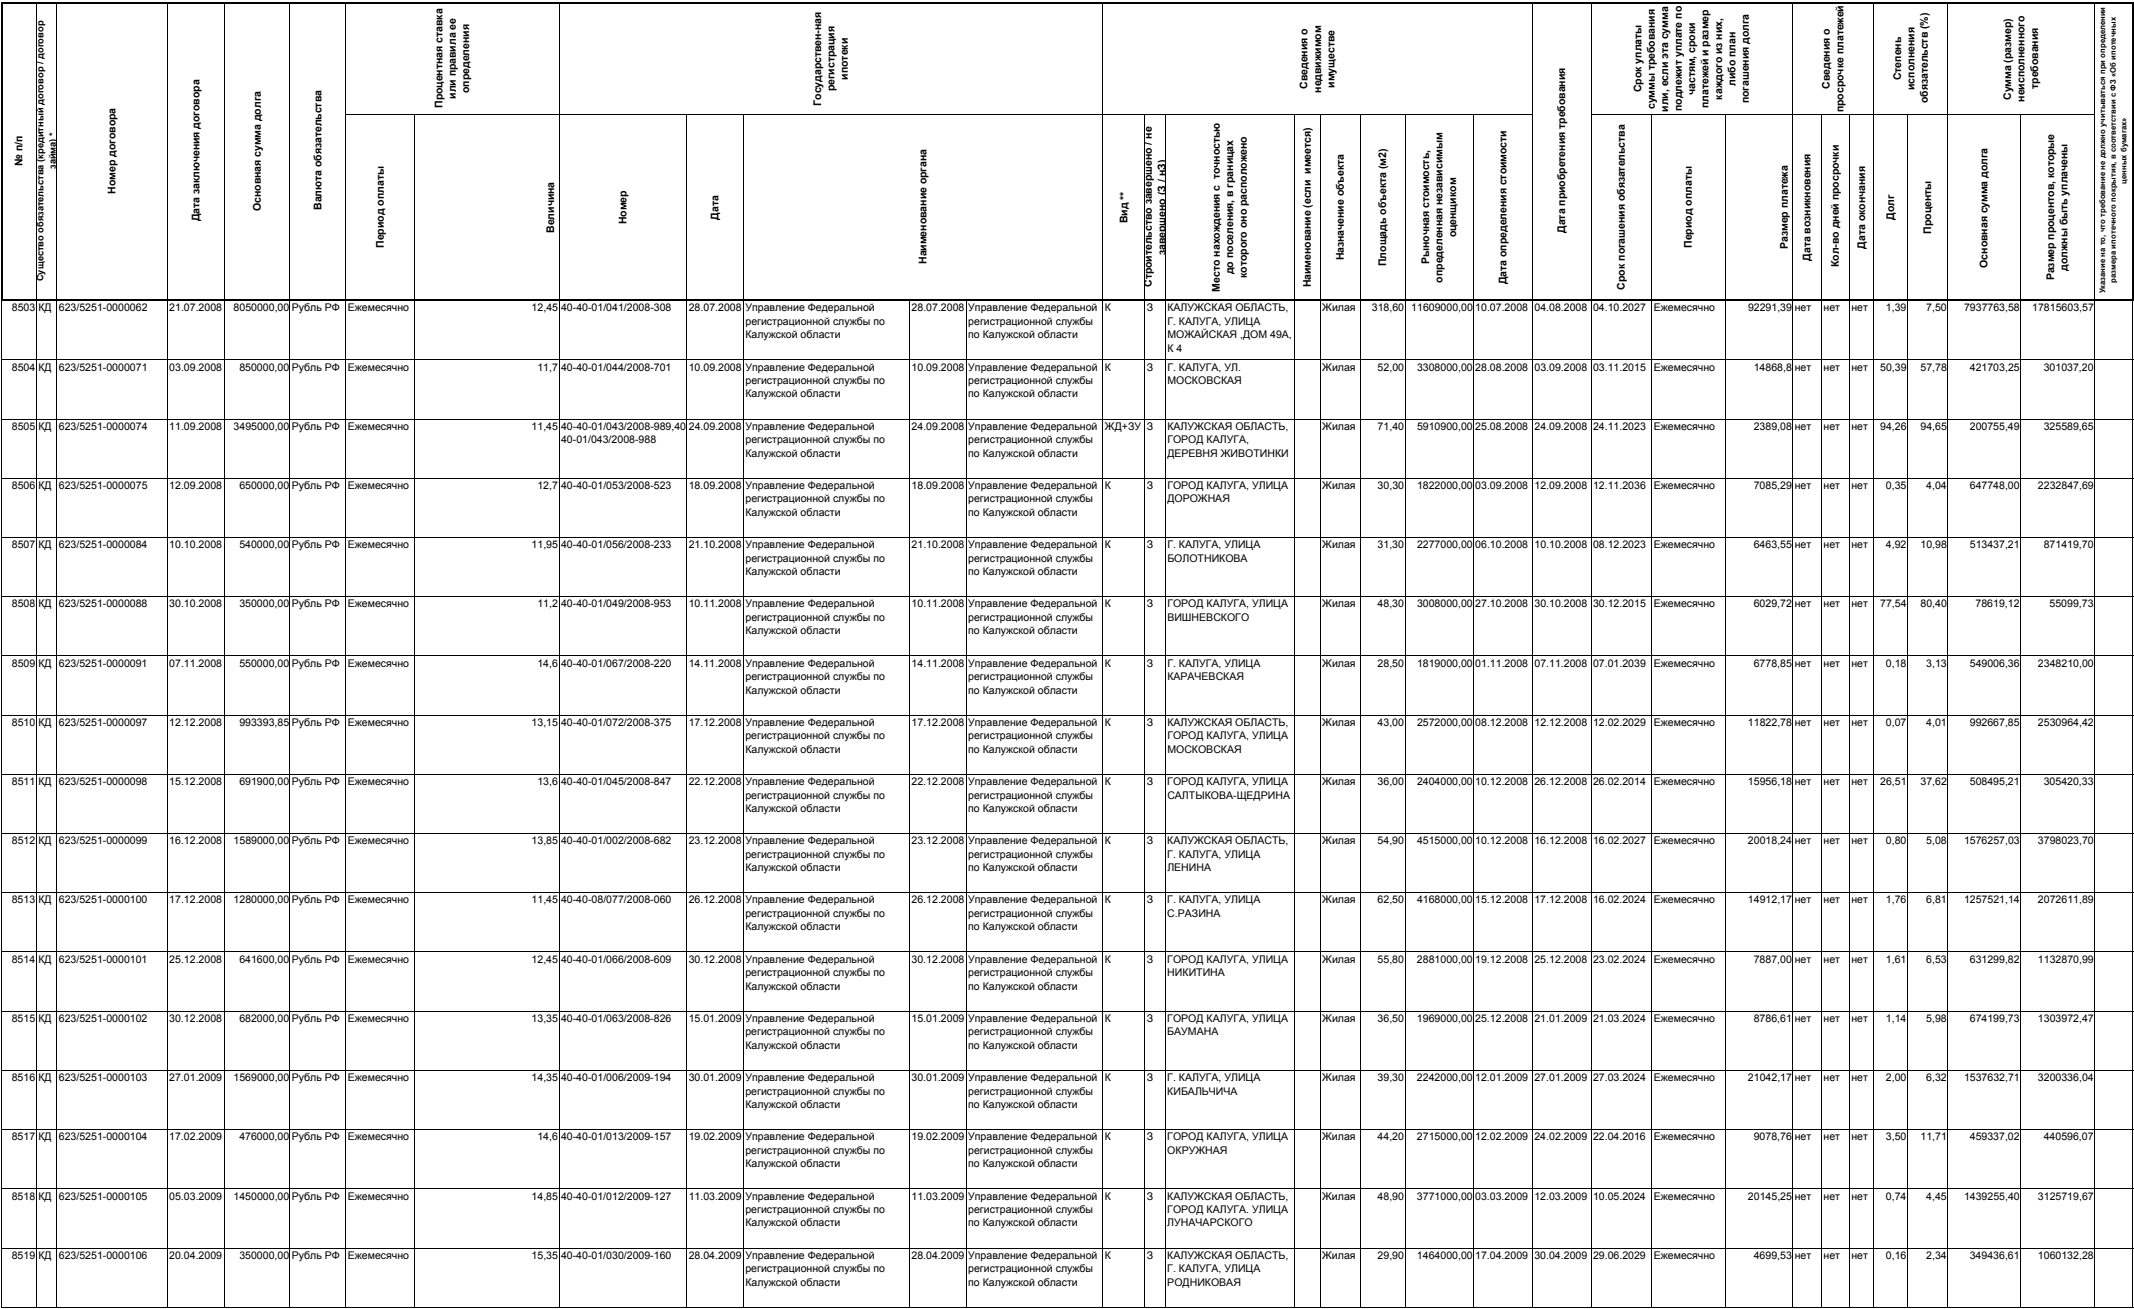 № п/п
Существо обязательства (кредитный договор / договор
займа) *
Номер договора
Дата заключения договора
Основная сумма долга
Валюта обязательства
Процентная ставка
или правила ее
определения
Период оплаты
Величина
Государствен-ная
регистрация
ипотеки
Номер
Дата
Наименование органа
Сведения о
недвижимом
имуществе
Вид **
Строительство завершено / не
завершено (З / нЗ)
Место нахождения с точностью
до поселения, в границах
которого оно расположено
Наименование (если имеется)
Назначение объекта
Площадь объекта (м2)
Рыночная стоимость,
определенная независимым
оценщиком
Дата определения стоимости
Дата приобретения требования
Срок уплаты
суммы требования
или, если эта сумма
подлежит уплате по
частям, сроки
платежей и размер
каждого из них,
либо план
погашения долга
Срок погашения обязательства
Период оплаты
Размер платежа
Сведения о
просрочке платежей
Дата возникновения
Кол-во дней просрочки
Дата окончания
Степень
исполнения
обязательств (%)
Долг
Проценты
Сумма (размер)
неисполненного
требования
Основная сумма долга
Размер процентов, которые
должны быть уплачены
Указание на то, что требование не должно учитываться при определении
размера ипотечного покрытия, в соответствии с ФЗ «Об ипотечных
ценных бумагах»
8503 КД 623/5251-0000062 21.07.2008 8050000,00 Рубль РФ Ежемесячно 12,45 40-40-01/041/2008-308 28.07.2008 Управление Федеральной 28.07.2008 Управление Федеральной К З КАЛУЖСКАЯ ОБЛАСТЬ, Жилая 318,60 11609000,00 10.07.2008 04.08.2008 04.10.2027 Ежемесячно 92291,39 нет нет нет 1,39 7,50 7937763,58 17815603,57
регистрационной службы по регистрационной службы Г. КАЛУГА, УЛИЦА
Калужской области по Калужской области МОЖАЙСКАЯ ,ДОМ 49А,
К 4
8504 КД 623/5251-0000071 03.09.2008 850000,00 Рубль РФ Ежемесячно 11,7 40-40-01/044/2008-701 10.09.2008 Управление Федеральной 10.09.2008 Управление Федеральной К З Г. КАЛУГА, УЛ. Жилая 52,00 3308000,00 28.08.2008 03.09.2008 03.11.2015 Ежемесячно 14868,8 нет нет нет 50,39 57,78 421703,25 301037,20
регистрационной службы по регистрационной службы МОСКОВСКАЯ
Калужской области по Калужской области
8505 КД 623/5251-0000074 11.09.2008 3495000,00 Рубль РФ Ежемесячно 11,45 40-40-01/043/2008-989,40 24.09.2008 Управление Федеральной 24.09.2008 Управление Федеральной ЖД+ЗУ З КАЛУЖСКАЯ ОБЛАСТЬ, Жилая 71,40 5910900,00 25.08.2008 24.09.2008 24.11.2023 Ежемесячно 2389,08 нет нет нет 94,26 94,65 200755,49 325589,65
40-01/043/2008-988 регистрационной службы по регистрационной службы ГОРОД КАЛУГА,
Калужской области по Калужской области ДЕРЕВНЯ ЖИВОТИНКИ
8506 КД 623/5251-0000075 12.09.2008 650000,00 Рубль РФ Ежемесячно 12,7 40-40-01/053/2008-523 18.09.2008 Управление Федеральной 18.09.2008 Управление Федеральной К З ГОРОД КАЛУГА, УЛИЦА Жилая 30,30 1822000,00 03.09.2008 12.09.2008 12.11.2036 Ежемесячно 7085,29 нет нет нет 0,35 4,04 647748,00 2232847,69
регистрационной службы по регистрационной службы ДОРОЖНАЯ
Калужской области по Калужской области
8507 КД 623/5251-0000084 10.10.2008 540000,00 Рубль РФ Ежемесячно 11,95 40-40-01/056/2008-233 21.10.2008 Управление Федеральной 21.10.2008 Управление Федеральной К З Г. КАЛУГА, УЛИЦА Жилая 31,30 2277000,00 06.10.2008 10.10.2008 08.12.2023 Ежемесячно 6463,55 нет нет нет 4,92 10,98 513437,21 871419,70
регистрационной службы по регистрационной службы БОЛОТНИКОВА
Калужской области по Калужской области
8508 КД 623/5251-0000088 30.10.2008 350000,00 Рубль РФ Ежемесячно 11,2 40-40-01/049/2008-953 10.11.2008 Управление Федеральной 10.11.2008 Управление Федеральной К З ГОРОД КАЛУГА, УЛИЦА Жилая 48,30 3008000,00 27.10.2008 30.10.2008 30.12.2015 Ежемесячно 6029,72 нет нет нет 77,54 80,40 78619,12 55099,73
регистрационной службы по регистрационной службы ВИШНЕВСКОГО
Калужской области по Калужской области
8509 КД 623/5251-0000091 07.11.2008 550000,00 Рубль РФ Ежемесячно 14,6 40-40-01/067/2008-220 14.11.2008 Управление Федеральной 14.11.2008 Управление Федеральной К З Г. КАЛУГА, УЛИЦА Жилая 28,50 1819000,00 01.11.2008 07.11.2008 07.01.2039 Ежемесячно 6778,85 нет нет нет 0,18 3,13 549006,36 2348210,00
регистрационной службы по регистрационной службы КАРАЧЕВСКАЯ
Калужской области по Калужской области
8510 КД 623/5251-0000097 12.12.2008 993393,85 Рубль РФ Ежемесячно 13,15 40-40-01/072/2008-375 17.12.2008 Управление Федеральной 17.12.2008 Управление Федеральной К З КАЛУЖСКАЯ ОБЛАСТЬ, Жилая 43,00 2572000,00 08.12.2008 12.12.2008 12.02.2029 Ежемесячно 11822,78 нет нет нет 0,07 4,01 992667,85 2530964,42
регистрационной службы по регистрационной службы ГОРОД КАЛУГА, УЛИЦА
Калужской области по Калужской области МОСКОВСКАЯ
8511 КД 623/5251-0000098 15.12.2008 691900,00 Рубль РФ Ежемесячно 13,6 40-40-01/045/2008-847 22.12.2008 Управление Федеральной 22.12.2008 Управление Федеральной К З ГОРОД КАЛУГА, УЛИЦА Жилая 36,00 2404000,00 10.12.2008 26.12.2008 26.02.2014 Ежемесячно 15956,18 нет нет нет 26,51 37,62 508495,21 305420,33
регистрационной службы по регистрационной службы САЛТЫКОВА-ЩЕДРИНА
Калужской области по Калужской области
8512 КД 623/5251-0000099 16.12.2008 1589000,00 Рубль РФ Ежемесячно 13,85 40-40-01/002/2008-682 23.12.2008 Управление Федеральной 23.12.2008 Управление Федеральной К З КАЛУЖСКАЯ ОБЛАСТЬ, Жилая 54,90 4515000,00 10.12.2008 16.12.2008 16.02.2027 Ежемесячно 20018,24 нет нет нет 0,80 5,08 1576257,03 3798023,70
регистрационной службы по регистрационной службы Г. КАЛУГА, УЛИЦА
Калужской области по Калужской области ЛЕНИНА
8513 КД 623/5251-0000100 17.12.2008 1280000,00 Рубль РФ Ежемесячно 11,45 40-40-08/077/2008-060 26.12.2008 Управление Федеральной 26.12.2008 Управление Федеральной К З Г. КАЛУГА, УЛИЦА Жилая 62,50 4168000,00 15.12.2008 17.12.2008 16.02.2024 Ежемесячно 14912,17 нет нет нет 1,76 6,81 1257521,14 2072611,89
регистрационной службы по регистрационной службы С.РАЗИНА
Калужской области по Калужской области
8514 КД 623/5251-0000101 25.12.2008 641600,00 Рубль РФ Ежемесячно 12,45 40-40-01/066/2008-609 30.12.2008 Управление Федеральной 30.12.2008 Управление Федеральной К З ГОРОД КАЛУГА, УЛИЦА Жилая 55,80 2881000,00 19.12.2008 25.12.2008 23.02.2024 Ежемесячно 7887,00 нет нет нет 1,61 6,53 631299,82 1132870,99
регистрационной службы по регистрационной службы НИКИТИНА
Калужской области по Калужской области
8515 КД 623/5251-0000102 30.12.2008 682000,00 Рубль РФ Ежемесячно 13,35 40-40-01/063/2008-826 15.01.2009 Управление Федеральной 15.01.2009 Управление Федеральной К З ГОРОД КАЛУГА, УЛИЦА Жилая 36,50 1969000,00 25.12.2008 21.01.2009 21.03.2024 Ежемесячно 8786,61 нет нет нет 1,14 5,98 674199,73 1303972,47
регистрационной службы по регистрационной службы БАУМАНА
Калужской области по Калужской области
8516 КД 623/5251-0000103 27.01.2009 1569000,00 Рубль РФ Ежемесячно 14,35 40-40-01/006/2009-194 30.01.2009 Управление Федеральной 30.01.2009 Управление Федеральной К З Г. КАЛУГА, УЛИЦА Жилая 39,30 2242000,00 12.01.2009 27.01.2009 27.03.2024 Ежемесячно 21042,17 нет нет нет 2,00 6,32 1537632,71 3200336,04
регистрационной службы по регистрационной службы КИБАЛЬЧИЧА
Калужской области по Калужской области
8517 КД 623/5251-0000104 17.02.2009 476000,00 Рубль РФ Ежемесячно 14,6 40-40-01/013/2009-157 19.02.2009 Управление Федеральной 19.02.2009 Управление Федеральной К З ГОРОД КАЛУГА, УЛИЦА Жилая 44,20 2715000,00 12.02.2009 24.02.2009 22.04.2016 Ежемесячно 9078,76 нет нет нет 3,50 11,71 459337,02 440596,07
регистрационной службы по регистрационной службы ОКРУЖНАЯ
Калужской области по Калужской области
8518 КД 623/5251-0000105 05.03.2009 1450000,00 Рубль РФ Ежемесячно 14,85 40-40-01/012/2009-127 11.03.2009 Управление Федеральной 11.03.2009 Управление Федеральной К З КАЛУЖСКАЯ ОБЛАСТЬ, Жилая 48,90 3771000,00 03.03.2009 12.03.2009 10.05.2024 Ежемесячно 20145,25 нет нет нет 0,74 4,45 1439255,40 3125719,67
регистрационной службы по регистрационной службы ГОРОД КАЛУГА. УЛИЦА
Калужской области по Калужской области ЛУНАЧАРСКОГО
8519 КД 623/5251-0000106 20.04.2009 350000,00 Рубль РФ Ежемесячно 15,35 40-40-01/030/2009-160 28.04.2009 Управление Федеральной 28.04.2009 Управление Федеральной К З КАЛУЖСКАЯ ОБЛАСТЬ, Жилая 29,90 1464000,00 17.04.2009 30.04.2009 29.06.2029 Ежемесячно 4699,53 нет нет нет 0,16 2,34 349436,61 1060132,28
регистрационной службы по регистрационной службы Г. КАЛУГА, УЛИЦА
Калужской области по Калужской области РОДНИКОВАЯ